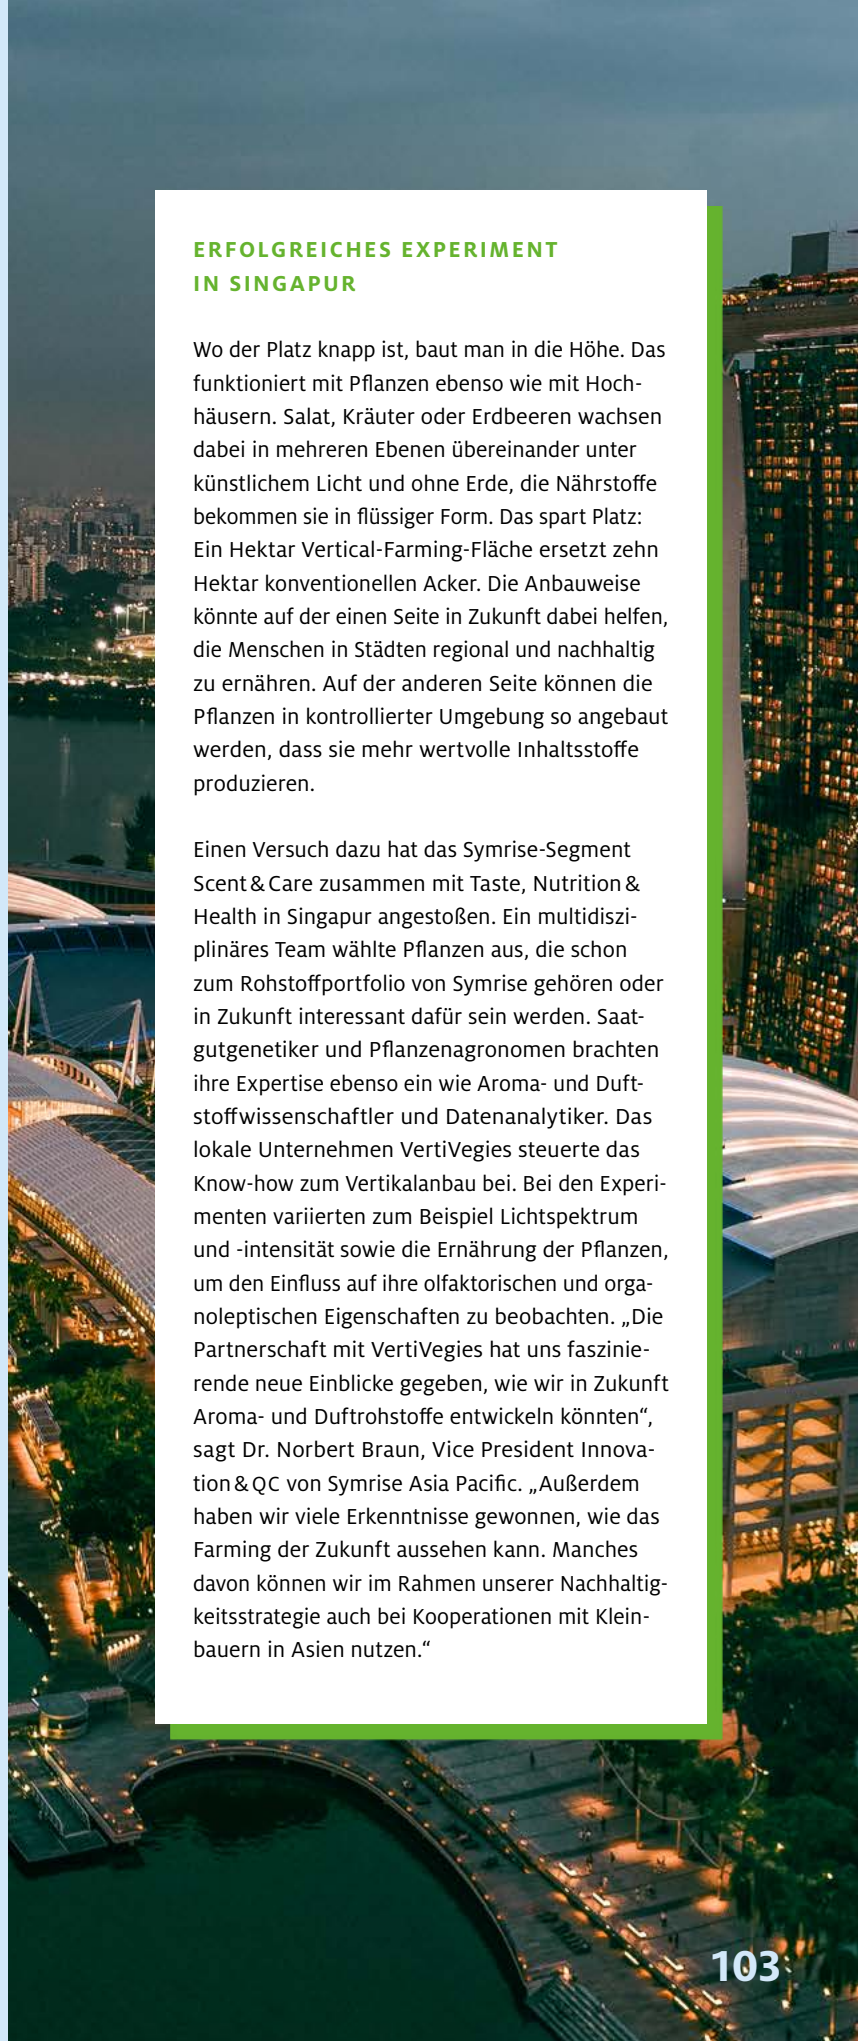 ERFOLGREICHES EXPERIMENT
IN SINGAPUR
Wo der Platz knapp ist, baut man in die Höhe. Das
funktioniert mit Pflanzen ebenso wie mit Hoch-
häusern. Salat, Kräuter oder Erdbeeren wachsen
dabei in mehreren Ebenen übereinander unter
künstlichem Licht und ohne Erde, die Nährstoffe
bekommen sie in flüssiger Form. Das spart Platz:
Ein Hektar Vertical-Farming-Fläche ersetzt zehn
Hektar konventionellen Acker. Die Anbauweise
könnte auf der einen Seite in Zukunft dabei helfen,
die Menschen in Städten regional und nachhaltig
zu ernähren. Auf der anderen Seite können die
Pflanzen in kontrollierter Umgebung so angebaut
werden, dass sie mehr wertvolle Inhaltsstoffe
produzieren.
Einen Versuch dazu hat das Symrise-Segment
Scent & Care zusammen mit Taste, Nutrition &
Health in Singapur angestoßen. Ein multidiszi-
plinäres Team wählte Pflanzen aus, die schon
zum Rohstoffportfolio von Symrise gehören oder
in Zukunft interessant dafür sein werden. Saat-
gutgenetiker und Pflanzenagronomen brachten
ihre Expertise ebenso ein wie Aroma- und Duft-
stoffwissenschaftler und Datenanalytiker. Das
lokale Unternehmen VertiVegies steuerte das
Know-how zum Vertikalanbau bei. Bei den Experi-
menten variierten zum Beispiel Lichtspektrum
und -intensität sowie die Ernährung der Pflanzen,
um den Einfluss auf ihre olfaktorischen und orga-
noleptischen Eigenschaften zu beobachten. „Die
Partnerschaft mit VertiVegies hat uns faszinie-
rende neue Einblicke gegeben, wie wir in Zukunft
Aroma- und Duftrohstoffe entwickeln könnten“,
sagt Dr. Norbert Braun, Vice President Innova-
tion & QC von Symrise Asia Pacific. „Außerdem
haben wir viele Erkenntnisse gewonnen, wie das
Farming der Zukunft aussehen kann. Manches
davon können wir im Rahmen unserer Nachhaltig-
keitsstrategie auch bei Kooperationen mit Klein-
bauern in Asien nutzen.“
103